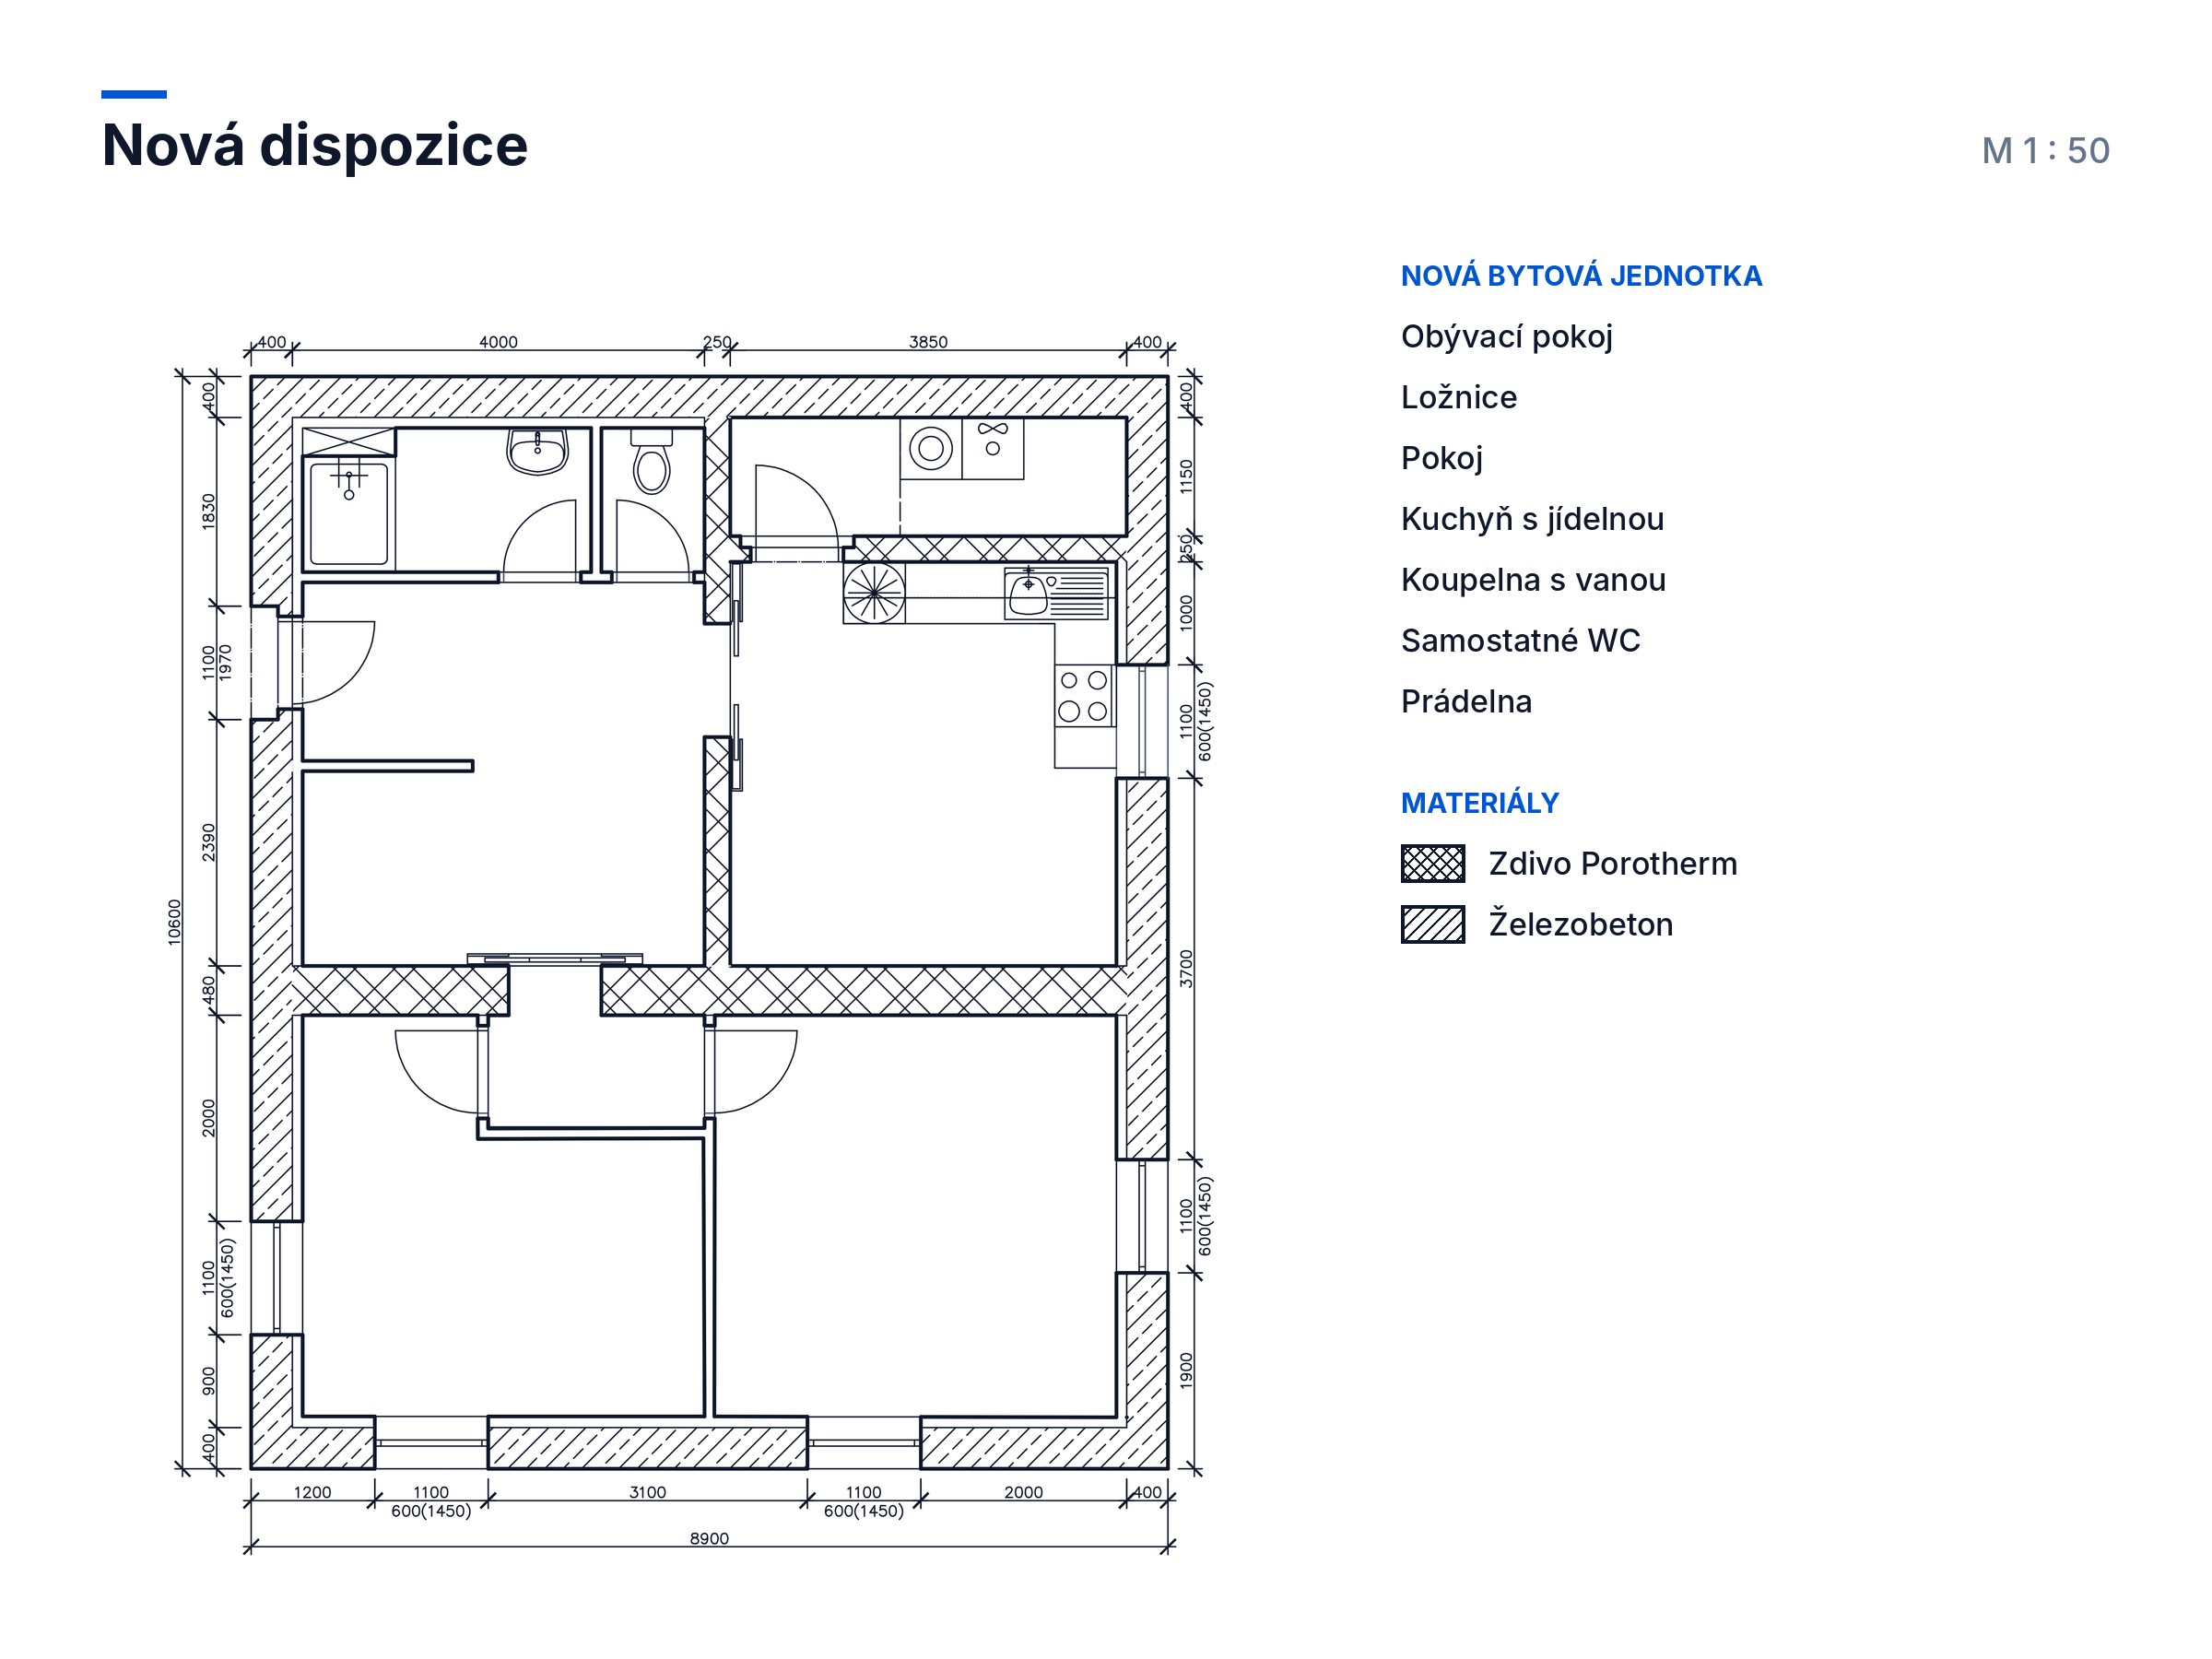 Nová dispozice
M 1 : 50
NOVÁ BYTOVÁ JEDNOTKA
Obývací pokoj
Ložnice
Pokoj
Kuchyň s jídelnou
Koupelna s vanou
Samostatné WC
Prádelna
MATERIÁLY
Zdivo Porotherm
Železobeton
400 4000 250 3850 400
400
1830
1100
1970
2390
480
2000
1100
600(1450)
900
400
10600
400
1150
250
1000
1100
600(1450)
3700
1100
600(1450)
1900
1200 1100 3100 1100 2000 400
600(1450) 600(1450)
8900